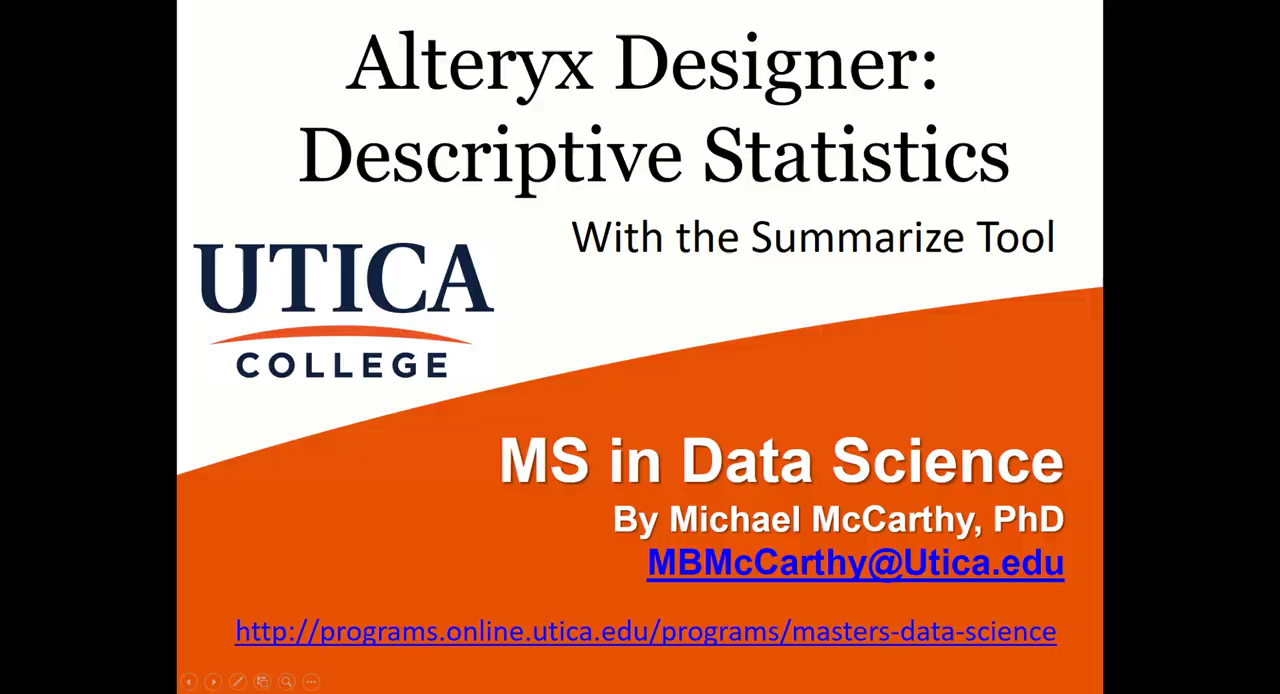 Alteryx Designer:
Descriptive Statistics
With the Summarize Tool
UTICA
COLLEGE
MS in Data Science
By Michael McCarthy, PhD
MBMcCarthy@Utica.edu
http://programs.online.utica.edu/programs/masters-data-science